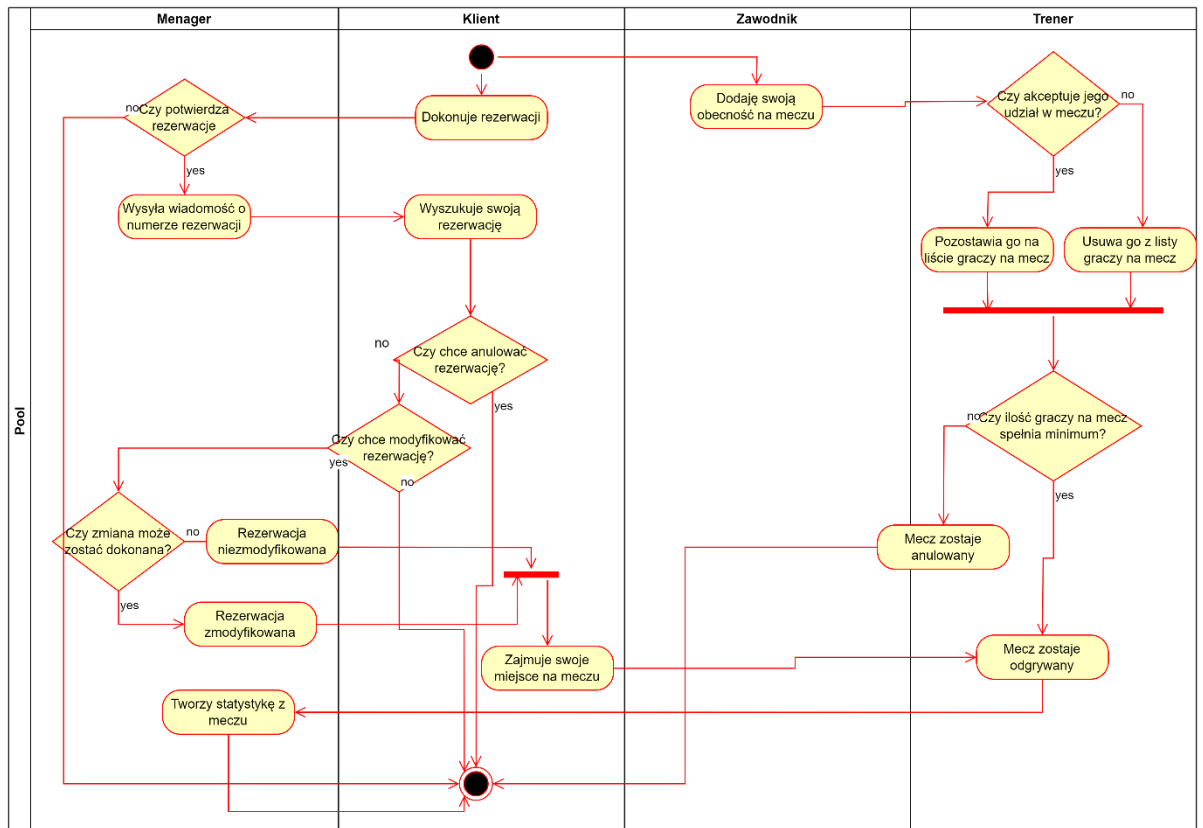 Pool
Menager
Klient
Zawodnik
Trener
Czy potwierdza
rezerwacje
no
yes
Dokonuje rezerwacji
Dodaję swoją
obecność na meczu
Czy akceptuje jego
udział w meczu?
no
yes
Wysyła wiadomość o
numerze rezerwacji
Wyszukuje swoją
rezerwację
Pozostawia go na
liście graczy na mecz
Usuwa go z listy
graczy na mecz
Czy chce anulować
rezerwację?
no
yes
Czy chce modyfikować
rezerwację?
yes
no
Czy ilość graczy na mecz
spełnia minimum?
no
yes
Czy zmiana może
zostać dokonana?
no
yes
Rezerwacja
niezmodyfikowana
Mecz zostaje
anulowany
Rezerwacja
zmodyfikowana
Zajmuje swoje
miejsce na meczu
Mecz zostaje
odgrywany
Tworzy statystykę z
meczu